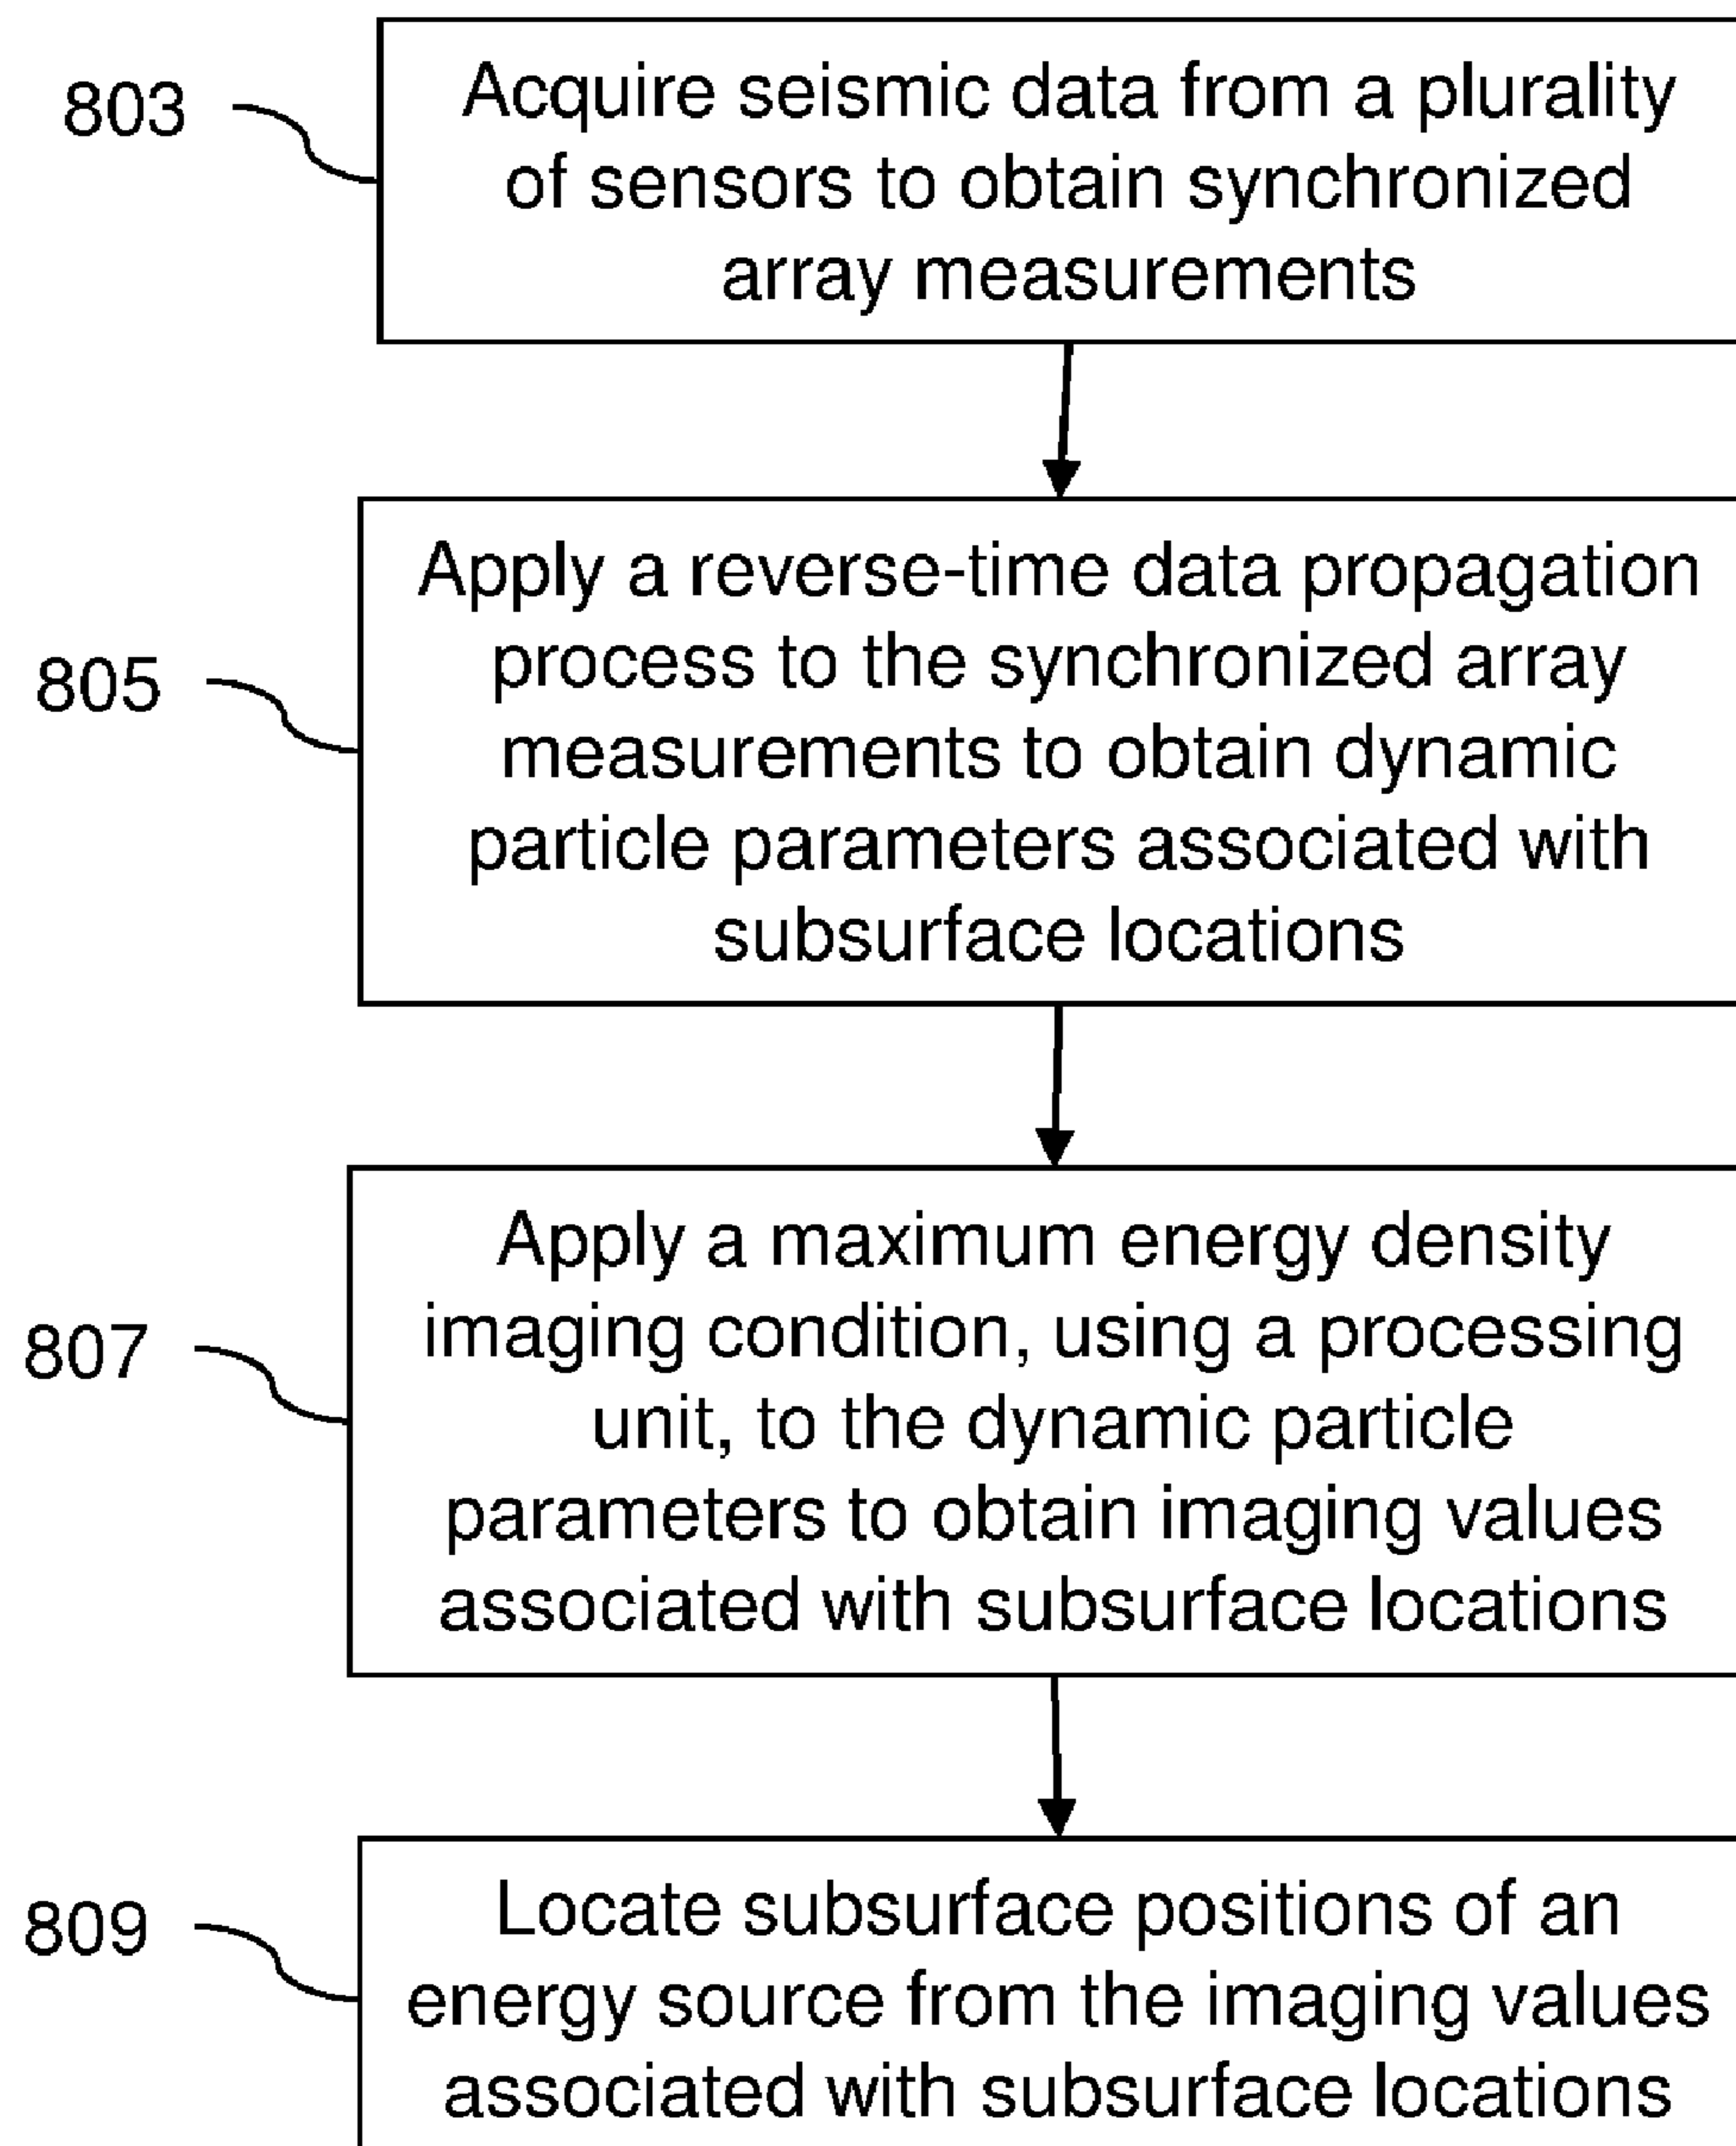 803
Acquire seismic data from a plurality
of sensors to obtain synchronized
array measurements
805
Apply a reverse-time data propagation
process to the synchronized array
measurements to obtain dynamic
particle parameters associated with
subsurface locations
807
Apply a maximum energy density
imaging condition, using a processing
unit, to the dynamic particle
parameters to obtain imaging values
associated with subsurface locations
809
Locate subsurface positions of an
energy source from the imaging values
associated with subsurface locations